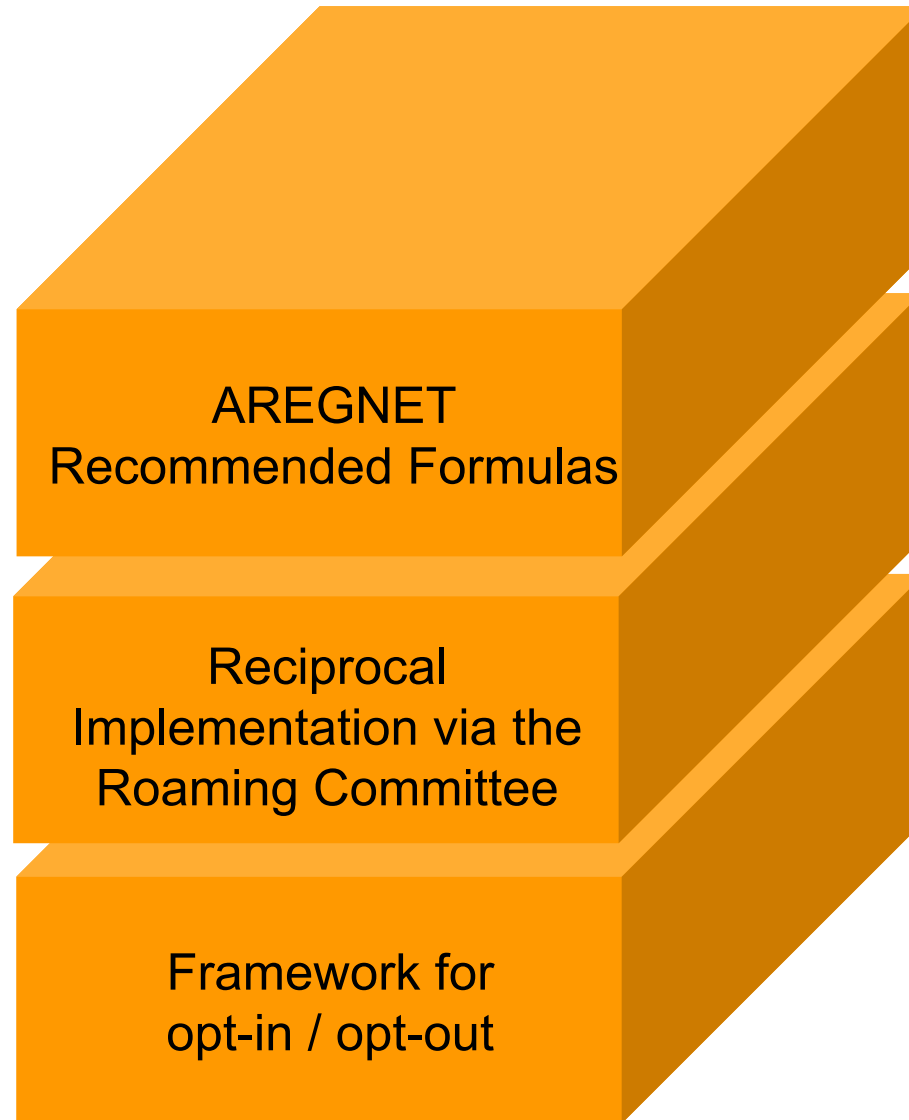 AREGNET
Recommended Formulas
Reciprocal
Implementation via the
Roaming Committee
Framework for
opt-in / opt-out